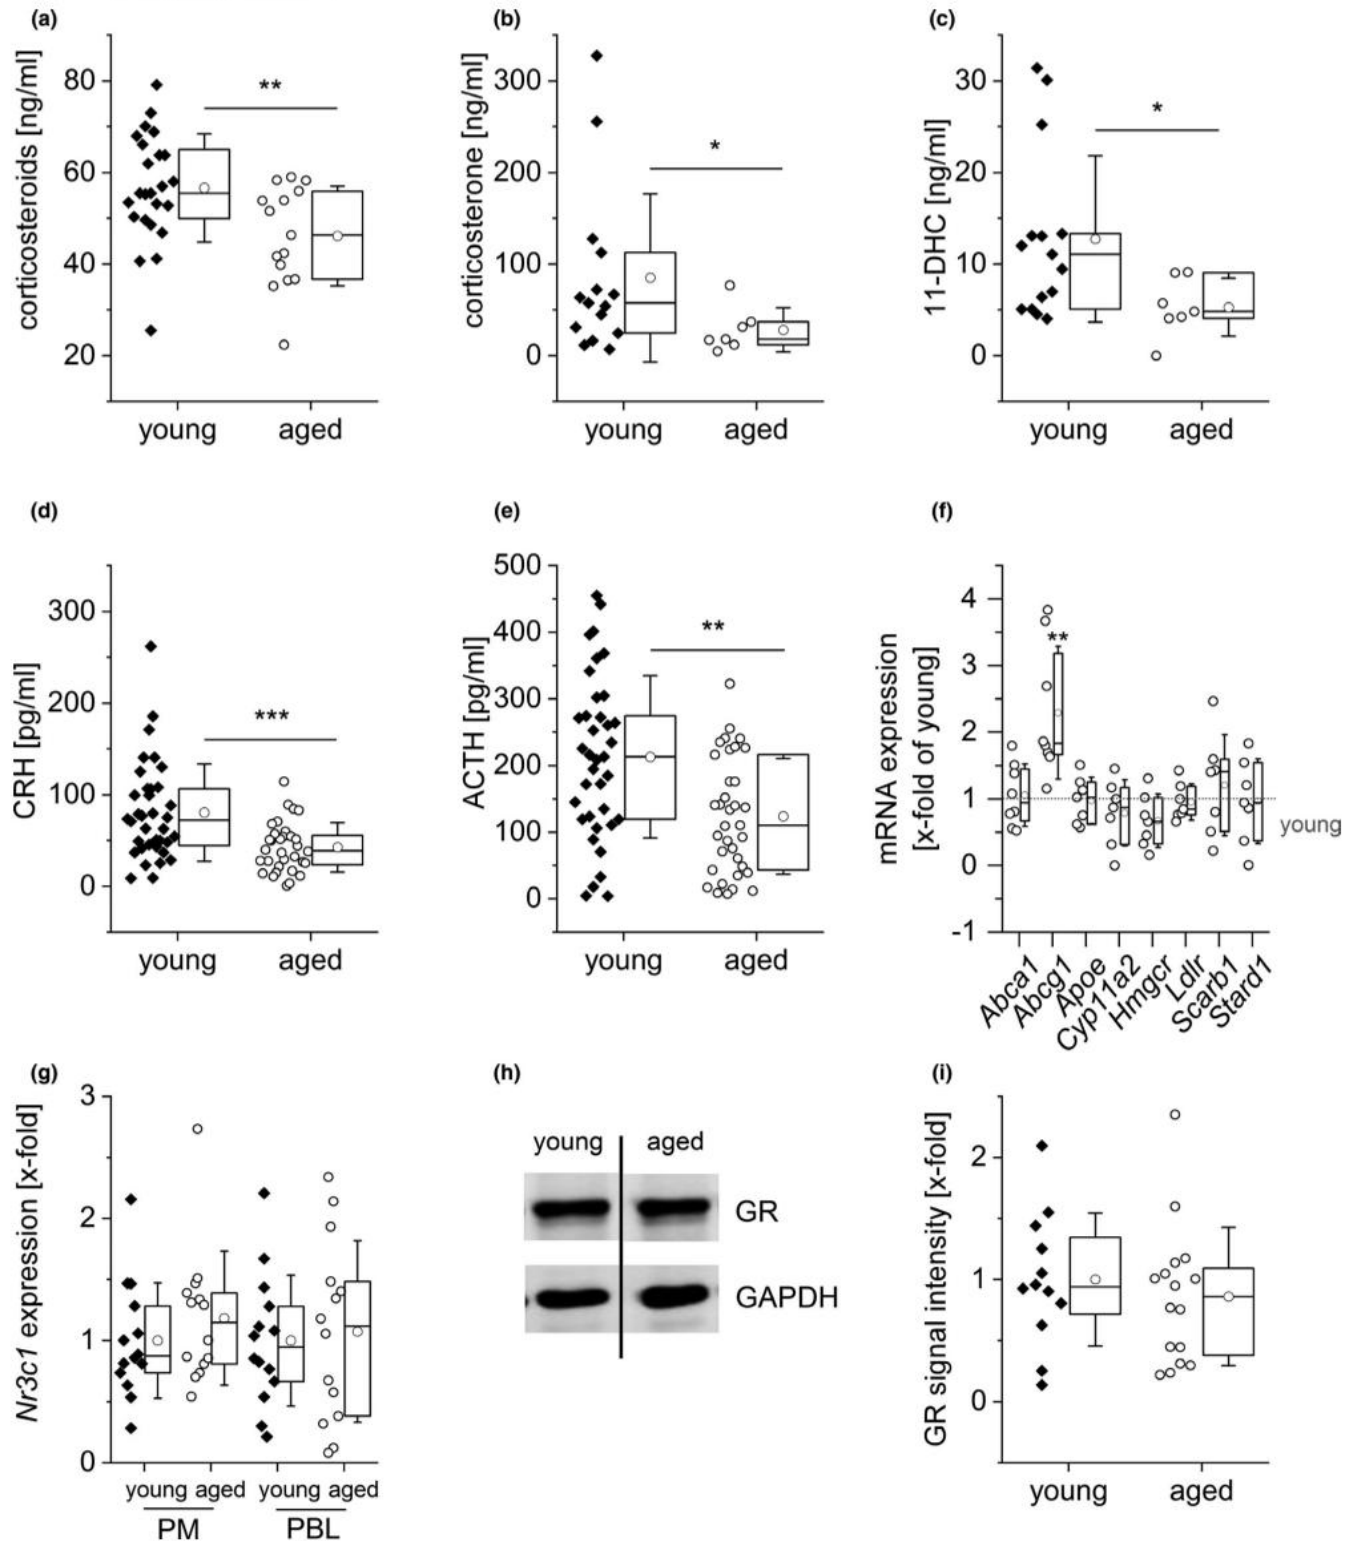 (a)
corticosteroids [ng/ml]
80
60
40
20
**
young aged
(b)
corticosterone [ng/ml]
300
200
100
0
*
young aged
(c)
11-DHC [ng/ml]
30
20
10
0
*
young aged
(d)
CRH [pg/ml]
300
200
100
0
***
young aged
(e)
ACTH [pg/ml]
500
400
300
200
100
0
**
young aged
(f)
mRNA expression
[x-fold of young]
4
3
2
1
0
-1
**
young
Abca1
Abcg1
Apoe
Cyp11a2
Hmgcr
Ldlr
Scarb1
Stard1
(g)
Nr3c1 expression [x-fold]
3
2
1
0
young aged young aged
PM PBL
(h)
young aged
GR
GAPDH
(i)
GR signal intensity [x-fold]
2
1
0
young aged